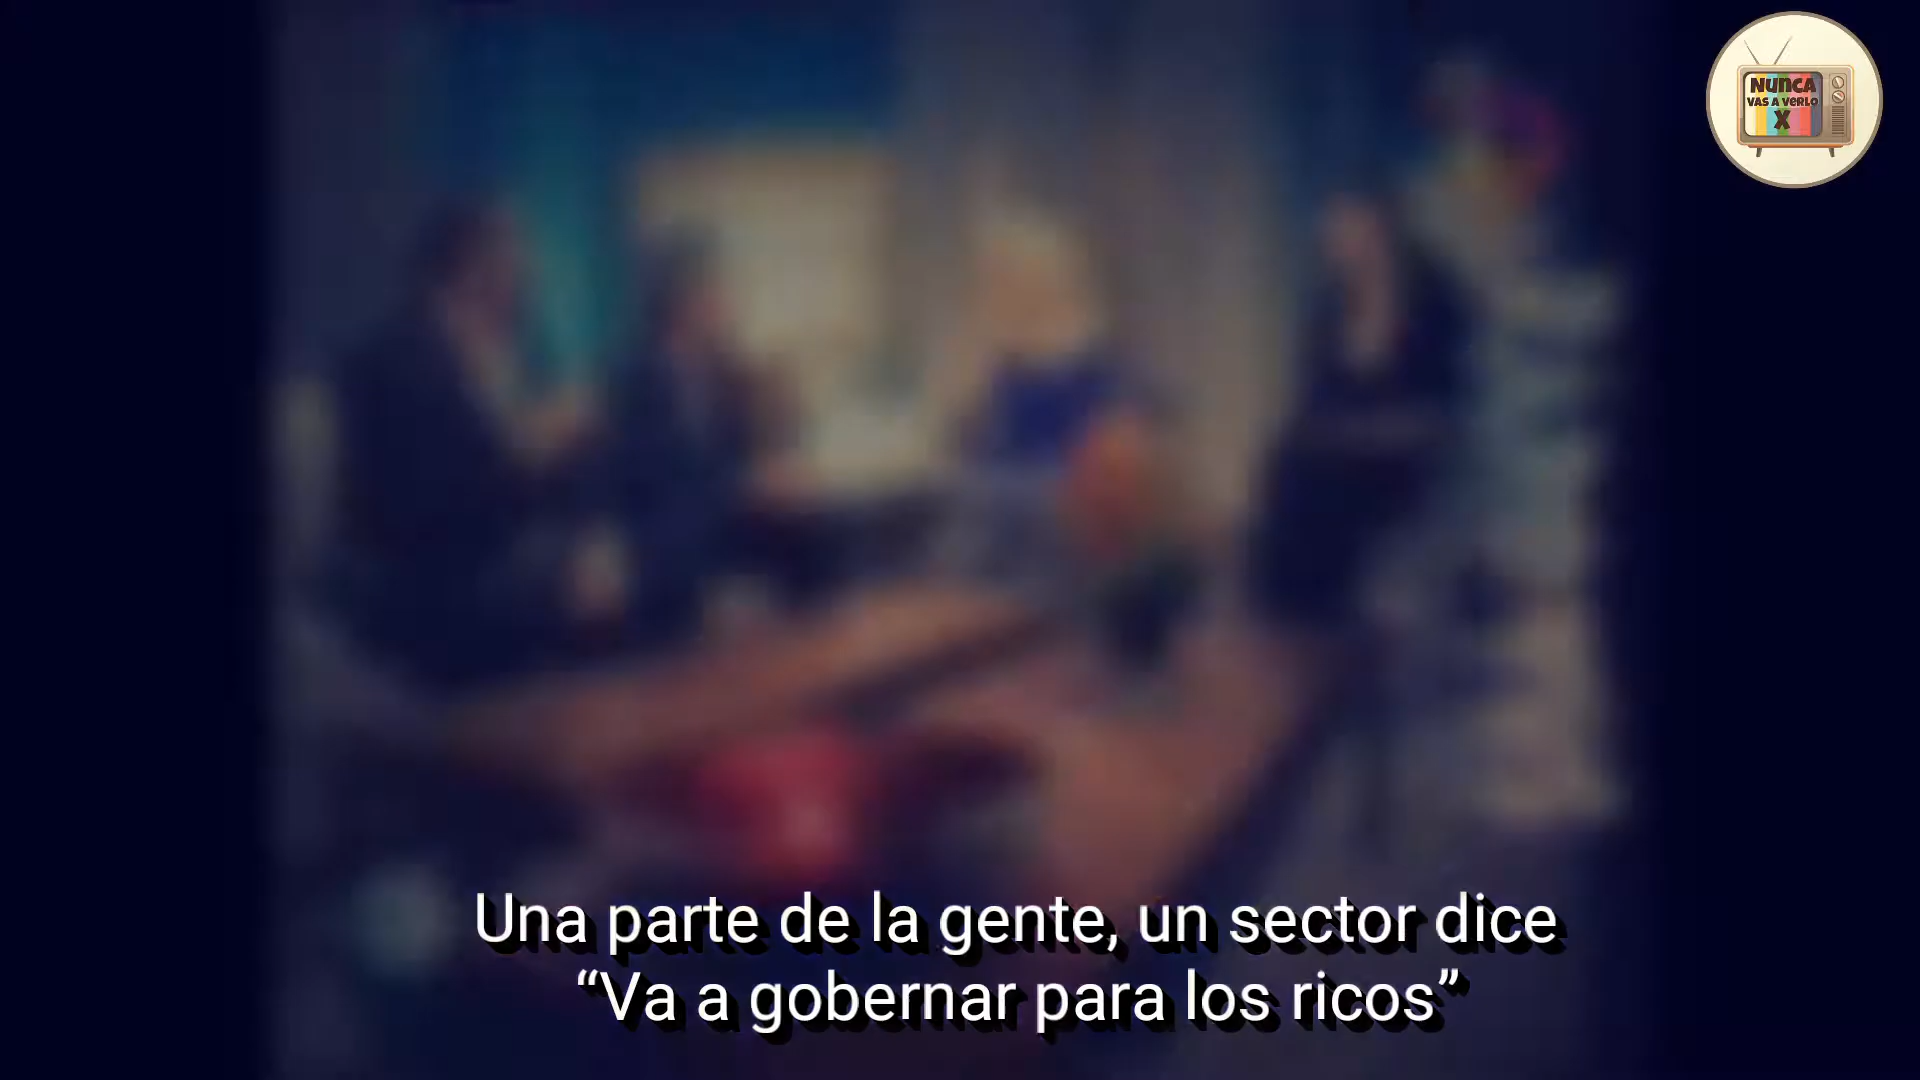 NUNCA
VAS A VERLO
X
Una parte de la gente, un sector dice
“Va a gobernar para los ricos”